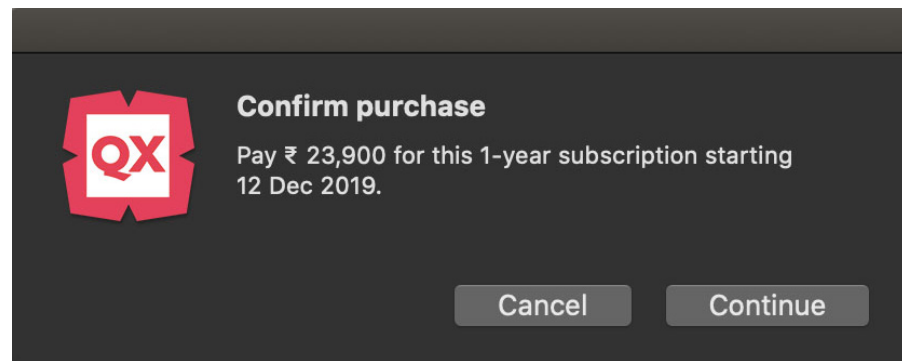 QX
Confirm purchase
Pay ₹ 23,900 for this 1-year subscription starting
12 Dec 2019.
Cancel
Continue